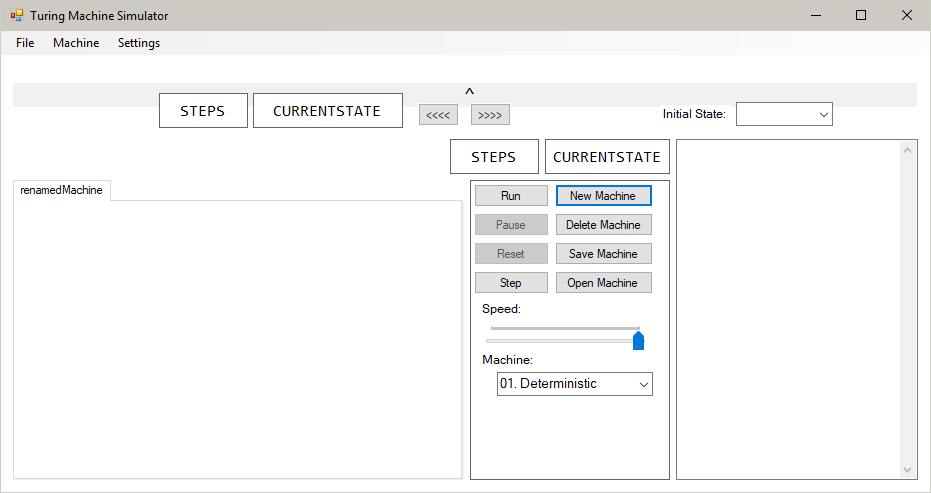 Turing Machine Simulator
File Machine Settings
^
STEPS CURRENTSTATE <<<< >>>> Initial State:
STEPS CURRENTSTATE
renamedMachine
Run New Machine
Pause Delete Machine
Reset Save Machine
Step Open Machine
Speed:
Machine:
01. Deterministic